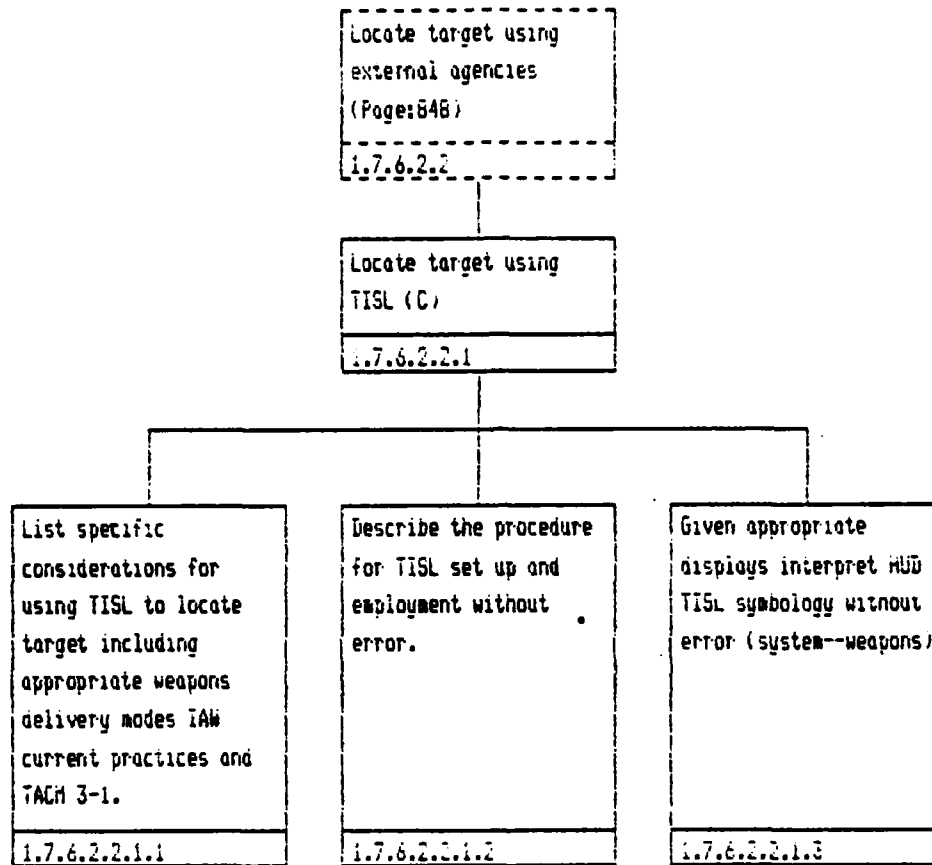 Locate target using
external agencies
(Page:848)
1.7.6.2.2
Locate target using
TISL (C)
1.7.6.2.2.1
List specific
considerations for
using TISL to locate
target including
appropriate weapons
delivery modes IAW
current practices and
TACM 3-1.
1.7.6.2.2.1.1
Describe the procedure
for TISL set up and
employment without
error.
1.7.6.2.2.1.2
Given appropriate
displays interpret HUD
TISL symbology without
error (system--weapons)
1.7.6.2.2.1.3